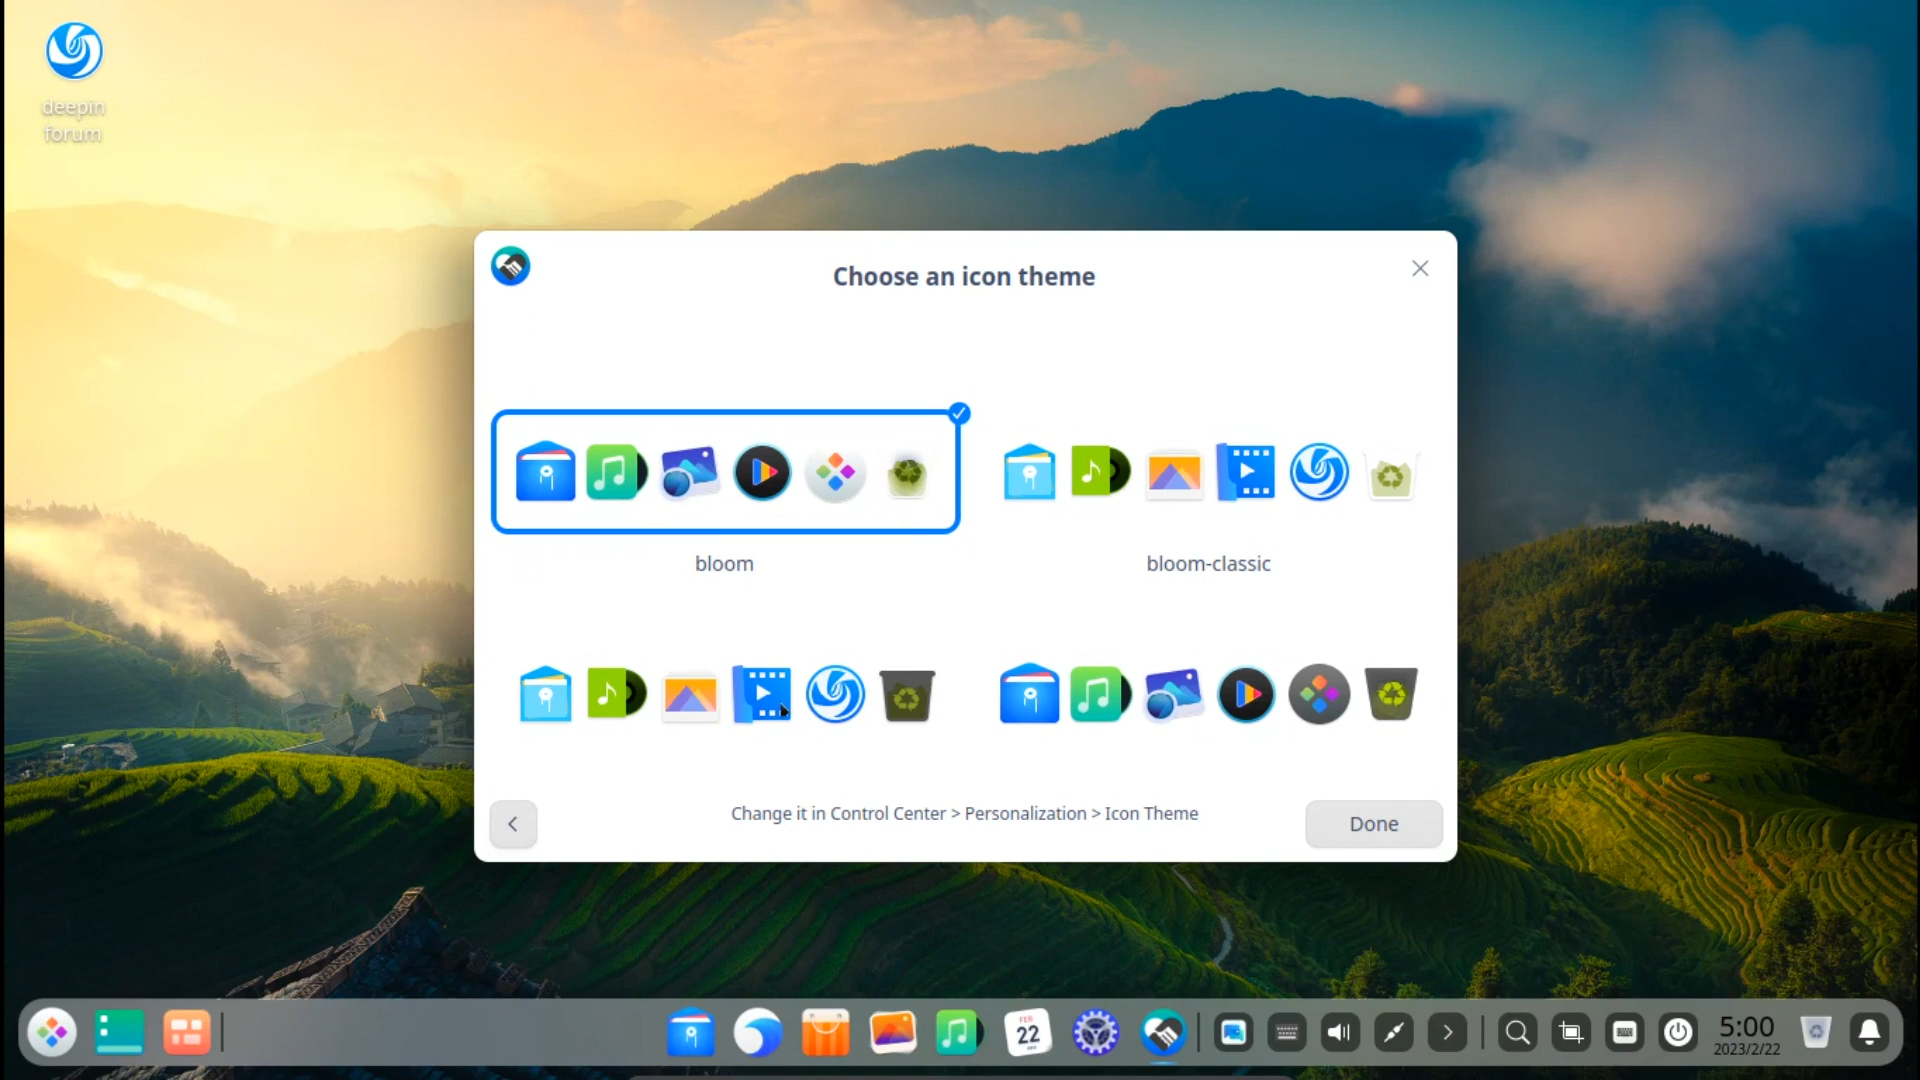 deepin
forum
Choose an icon theme
bloom
bloom-classic
Change it in Control Center > Personalization > Icon Theme
Done
FEB
22
5:00
2023/2/22